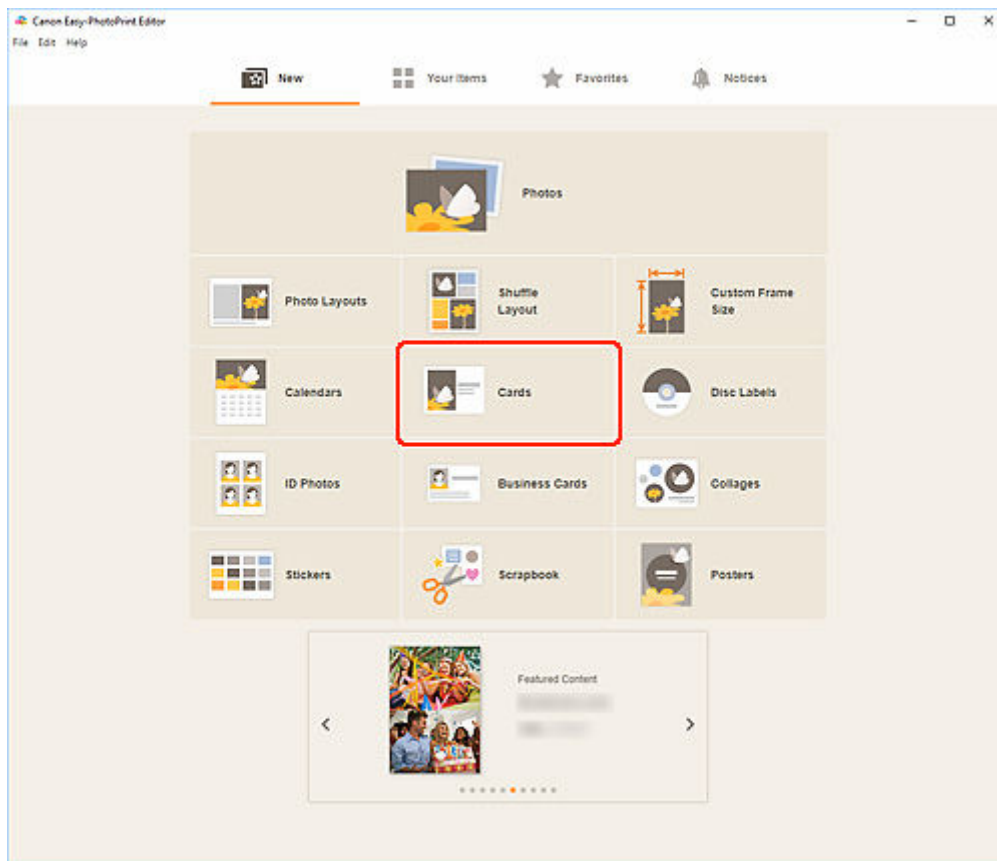 Canon Easy-PhotoPrint Editor
File Edit Help
New Your Items Favorites Notices
Photos
Photo Layouts
Shuffle
Layout
Custom Frame
Size
Calendars
Cards
Disc Labels
ID Photos
Business Cards
Collages
Stickers
Scrapbook
Posters
Featured Content